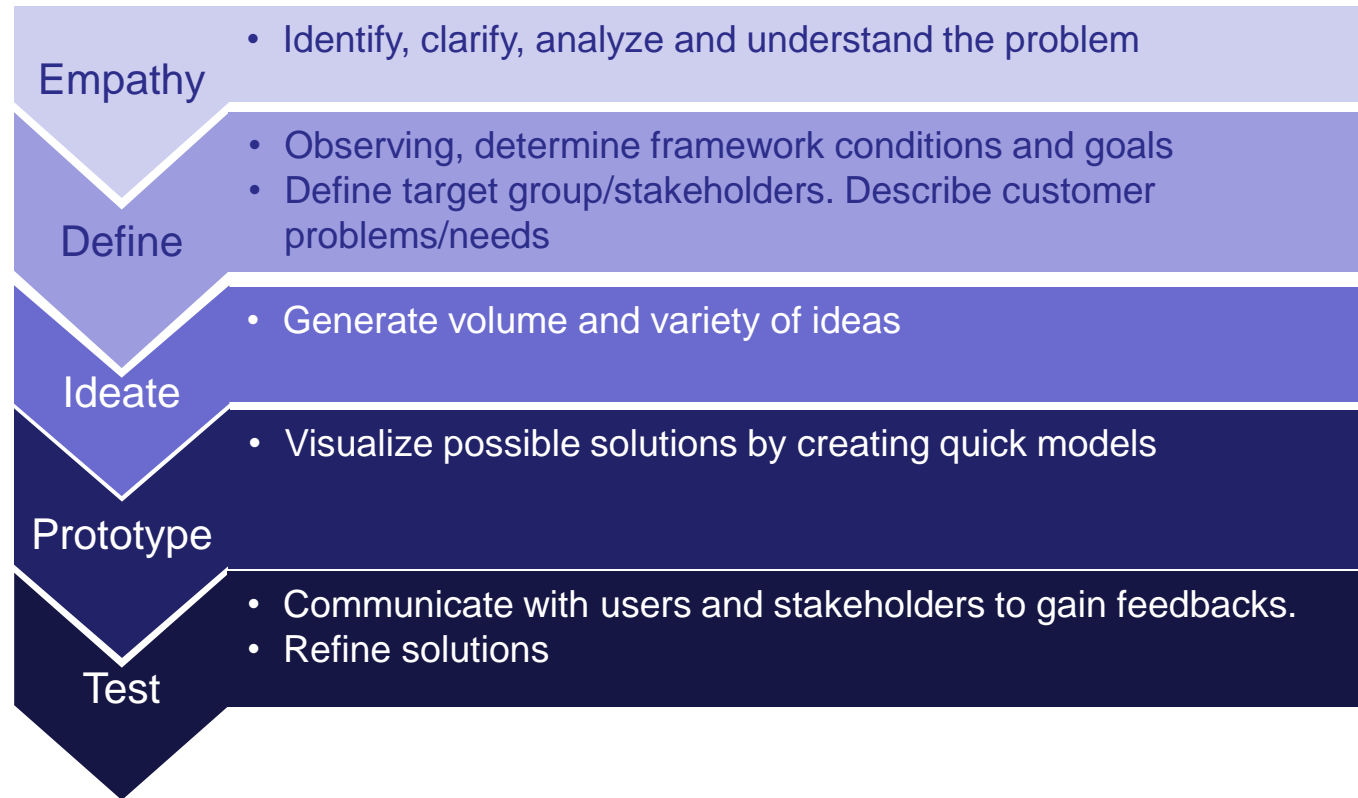 Empathy
• Identify, clarify, analyze and understand the problem
Define
• Observing, determine framework conditions and goals
• Define target group/stakeholders. Describe customer
problems/needs
Ideate
• Generate volume and variety of ideas
Prototype
• Visualize possible solutions by creating quick models
Test
• Communicate with users and stakeholders to gain feedbacks.
• Refine solutions